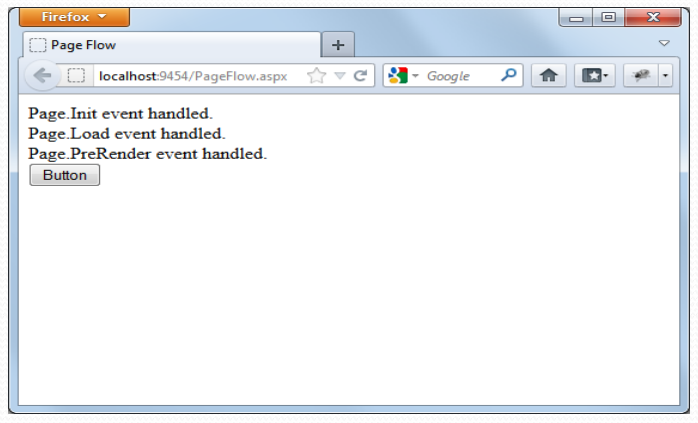 Firefox
Page Flow
localhost:9454/PageFlow.aspx
Google
Page.Init event handled.
Page.Load event handled.
Page.PreRender event handled.
Button